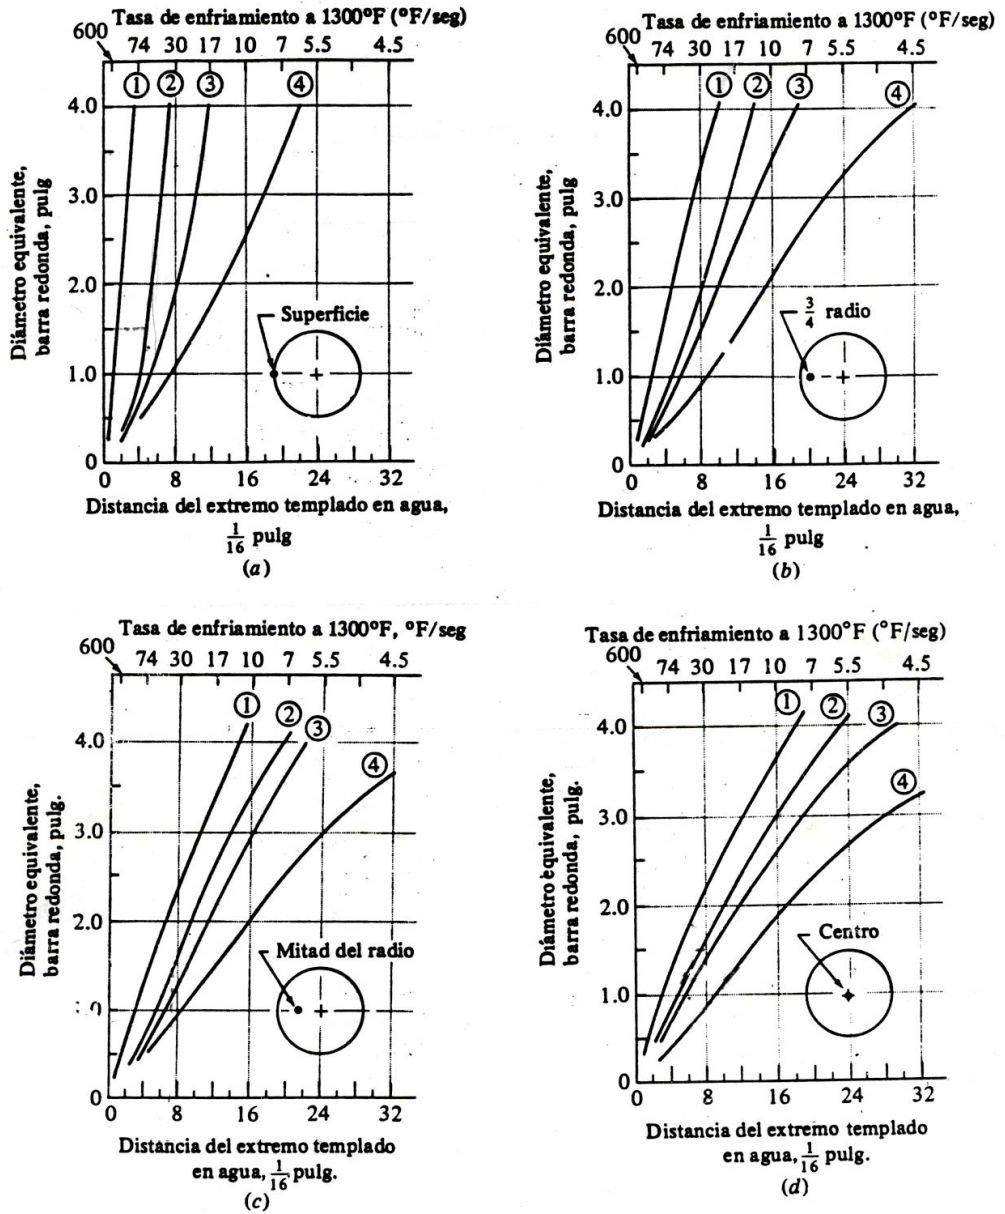 Tasa de enfriamiento a 1300°F (°F/seg)
600
74 30 17 10 7 5.5 4.5
① ② ③ ④
4.0
3.0
2.0
1.0
0
Diámetro equivalente,
barra redonda, pulg
Superficie
0 8 16 24 32
Distancia del extremo templado en agua,
1/16 pulg
(a)
Tasa de enfriamiento a 1300°F (°F/seg)
600
74 30 17 10 7 5.5 4.5
① ② ③ ④
4.0
3.0
2.0
1.0
0
Diámetro equivalente,
barra redonda, pulg
3/4 radio
0 8 16 24 32
Distancia del extremo templado en agua,
1/16 pulg
(b)
Tasa de enfriamiento a 1300°F, °F/seg
600
74 30 17 10 7 5.5 4.5
① ② ③ ④
4.0
3.0
2.0
1.0
0
Diámetro equivalente,
barra redonda, pulg.
Mitad del radio
0 8 16 24 32
Distancia del extremo templado
en agua, 1/16 pulg.
(c)
Tasa de enfriamiento a 1300°F (°F/seg)
600
74 30 17 10 7 5.5 4.5
① ② ③ ④
4.0
3.0
2.0
1.0
0
Diámetro equivalente,
barra redonda, pulg.
Centro
0 8 16 24 32
Distancia del extremo templado
en agua, 1/16 pulg.
(d)